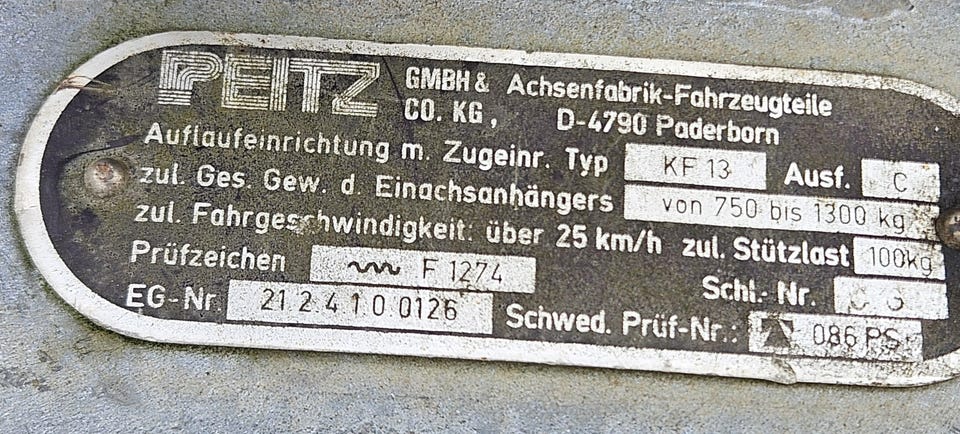 PEITZ GMBH & CO. KG, Achsenfabrik-Fahrzeugteile
D-4790 Paderborn
Auflaufeinrichtung m. Zugeinr. Typ KF 13 Ausf. C
zul. Ges. Gew. d. Einachsanhängers von 750 bis 1300 kg
zul. Fahrgeschwindigkeit: über 25 km/h zul. Stützlast 100kg
Prüfzeichen F 1274 Schl.-Nr.
EG-Nr. 21 2.4 1 0 0126 Schwed. Prüf-Nr.: 086 PS